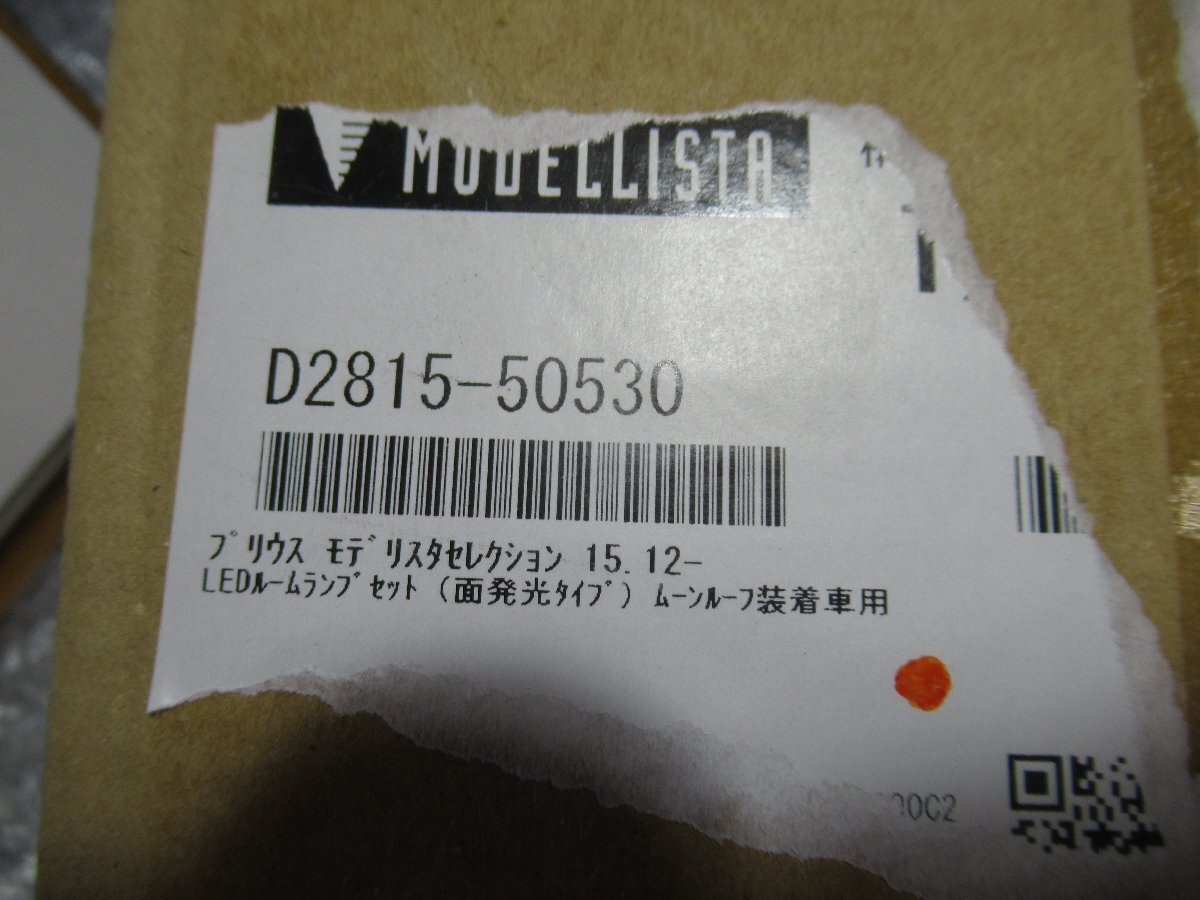 MODELLISTA
D2815-50530
プリウス モデリスタセレクション 15.12-
LEDルームランプセット (面発光タイプ) ムーンルーフ装着車用